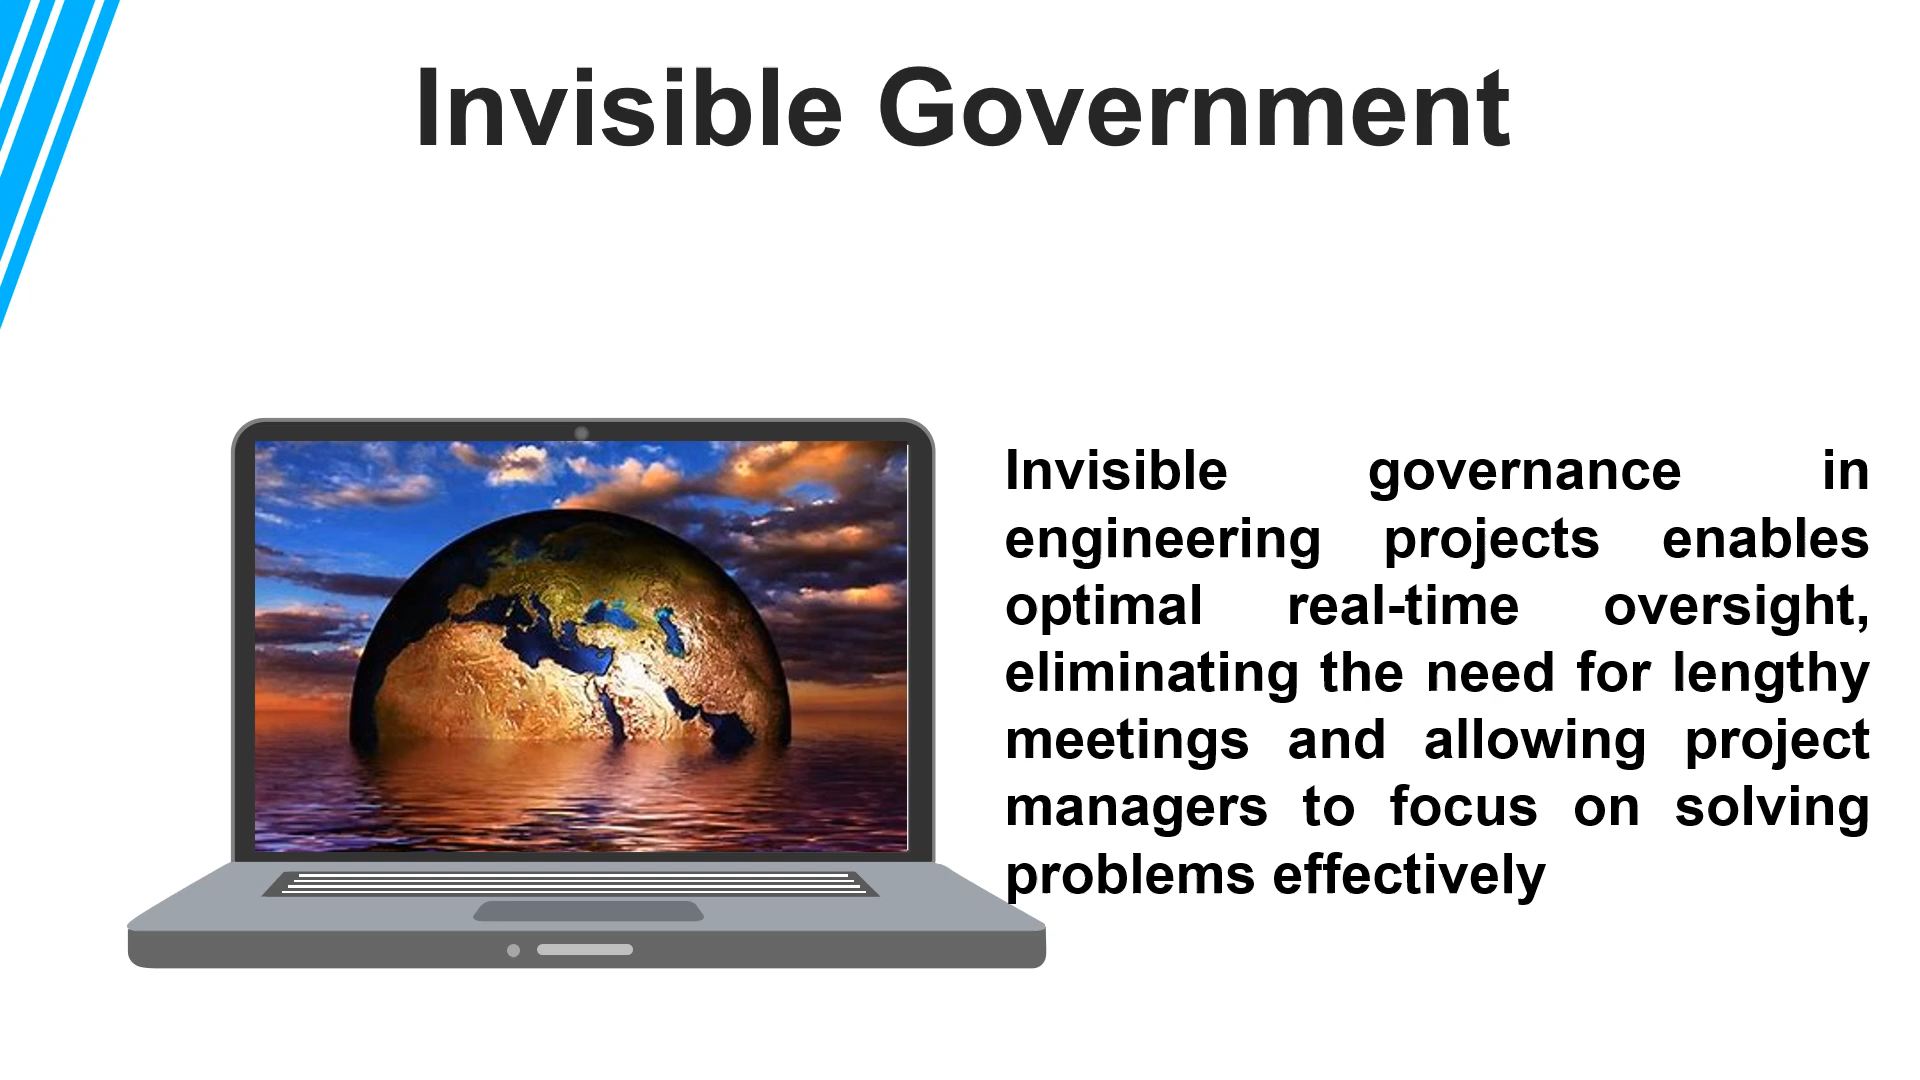 Invisible Government
Invisible governance in
engineering projects enables
optimal real-time oversight,
eliminating the need for lengthy
meetings and allowing project
managers to focus on solving
problems effectively